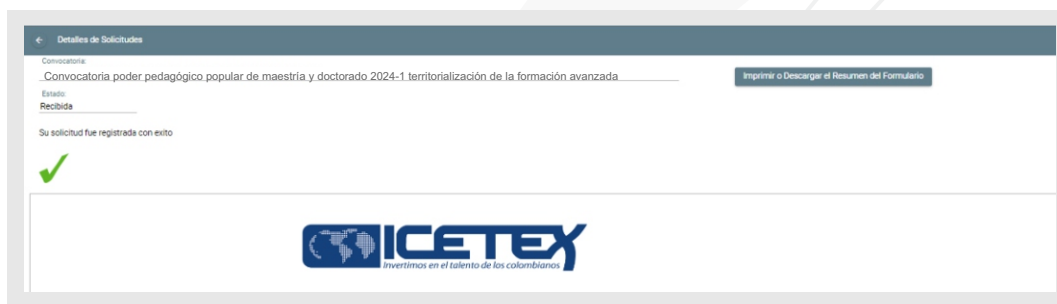 ← Detalles de Solicitudes
Convocatoria:
Convocatoria poder pedagógico popular de maestría y doctorado 2024-1 territorialización de la formación avanzada
Imprimir o Descargar el Resumen del Formulario
Estado:
Recibida
Su solicitud fue registrada con exito
ICETEX
Invertimos en el talento de los colombianos